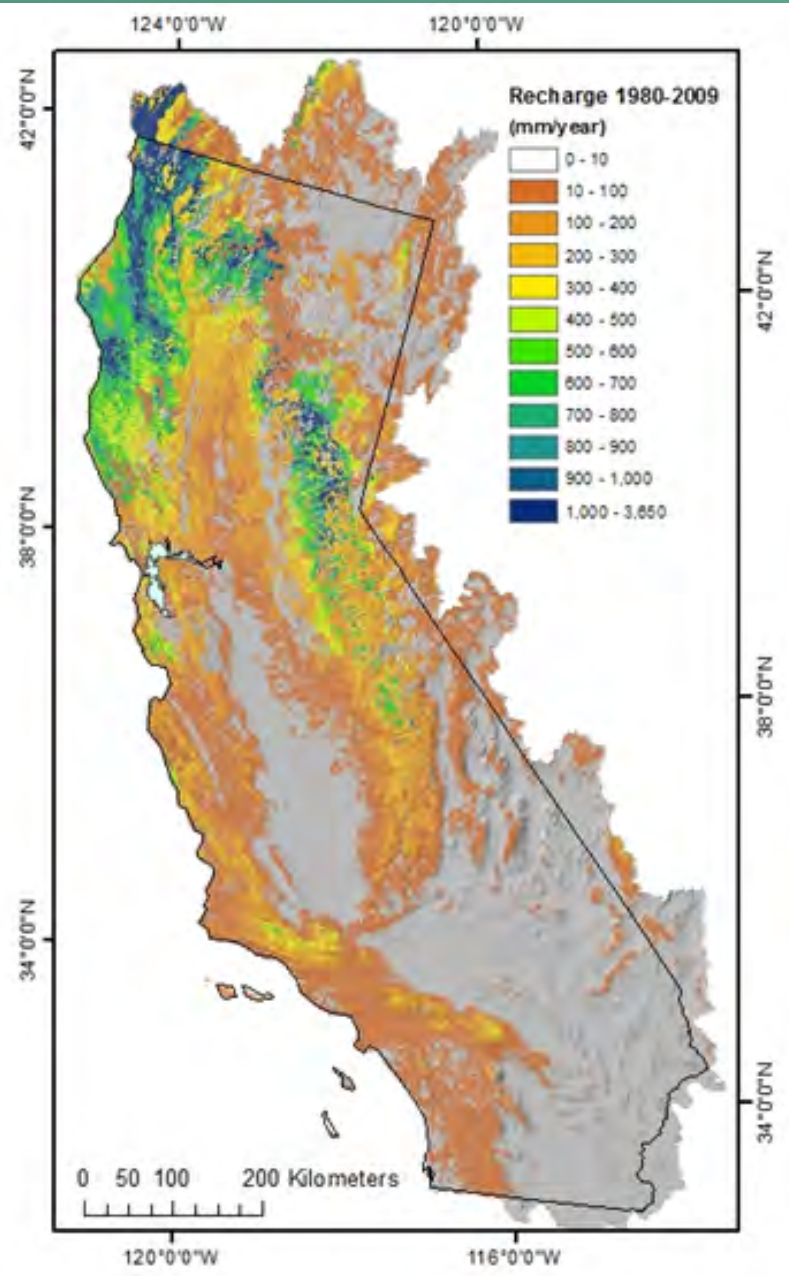 124°0'0"W 120°0'0"W
42°0'0"N
Recharge 1980-2009
(mm/year)
0 - 10
10 - 100
100 - 200
200 - 300
300 - 400
400 - 500
500 - 600
600 - 700
700 - 800
800 - 900
900 - 1,000
1,000 - 3,650
42°0'0"N
38°0'0"N
38°0'0"N
34°0'0"N
34°0'0"N
0 50 100 200 Kilometers
120°0'0"W 116°0'0"W